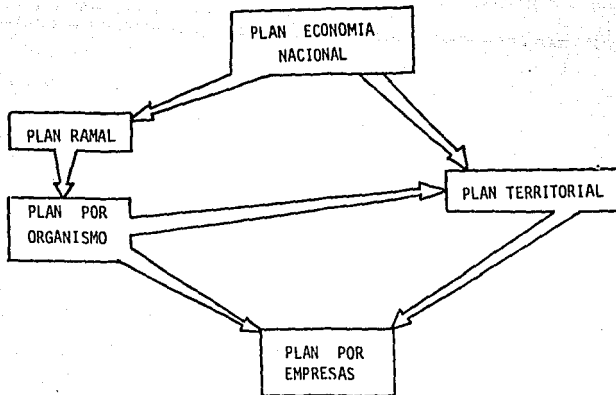 PLAN ECONOMIA
NACIONAL
PLAN RAMAL
PLAN TERRITORIAL
PLAN POR
ORGANISMO
PLAN POR
EMPRESAS